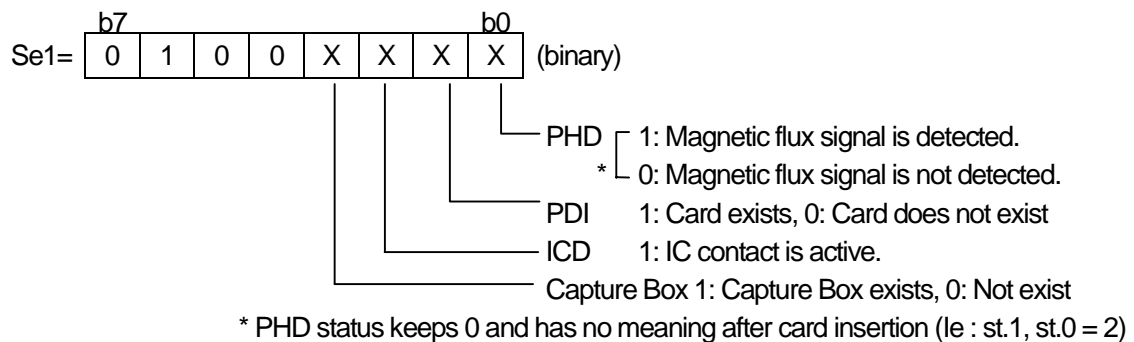 b7 b0
Se1= 0 1 0 0 X X X X (binary)
PHD 1: Magnetic flux signal is detected.
* 0: Magnetic flux signal is not detected.
PDI 1: Card exists, 0: Card does not exist
ICD 1: IC contact is active.
Capture Box 1: Capture Box exists, 0: Not exist
* PHD status keeps 0 and has no meaning after card insertion (Ie : st.1, st.0 = 2)